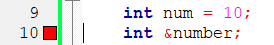 9 int num = 10;
10 int &number;